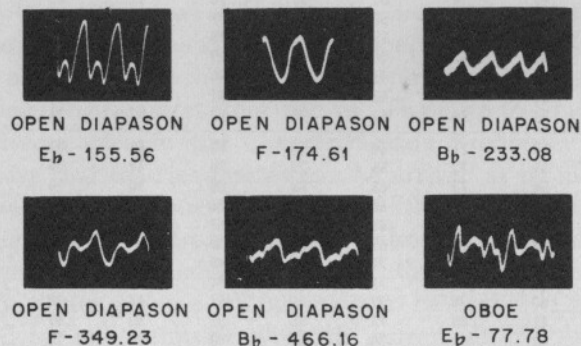 OPEN DIAPASON
E♭-155.56
OPEN DIAPASON
F-174.61
OPEN DIAPASON
B♭-233.08
OPEN DIAPASON
F-349.23
OPEN DIAPASON
B♭-466.16
OBOE
E♭-77.78